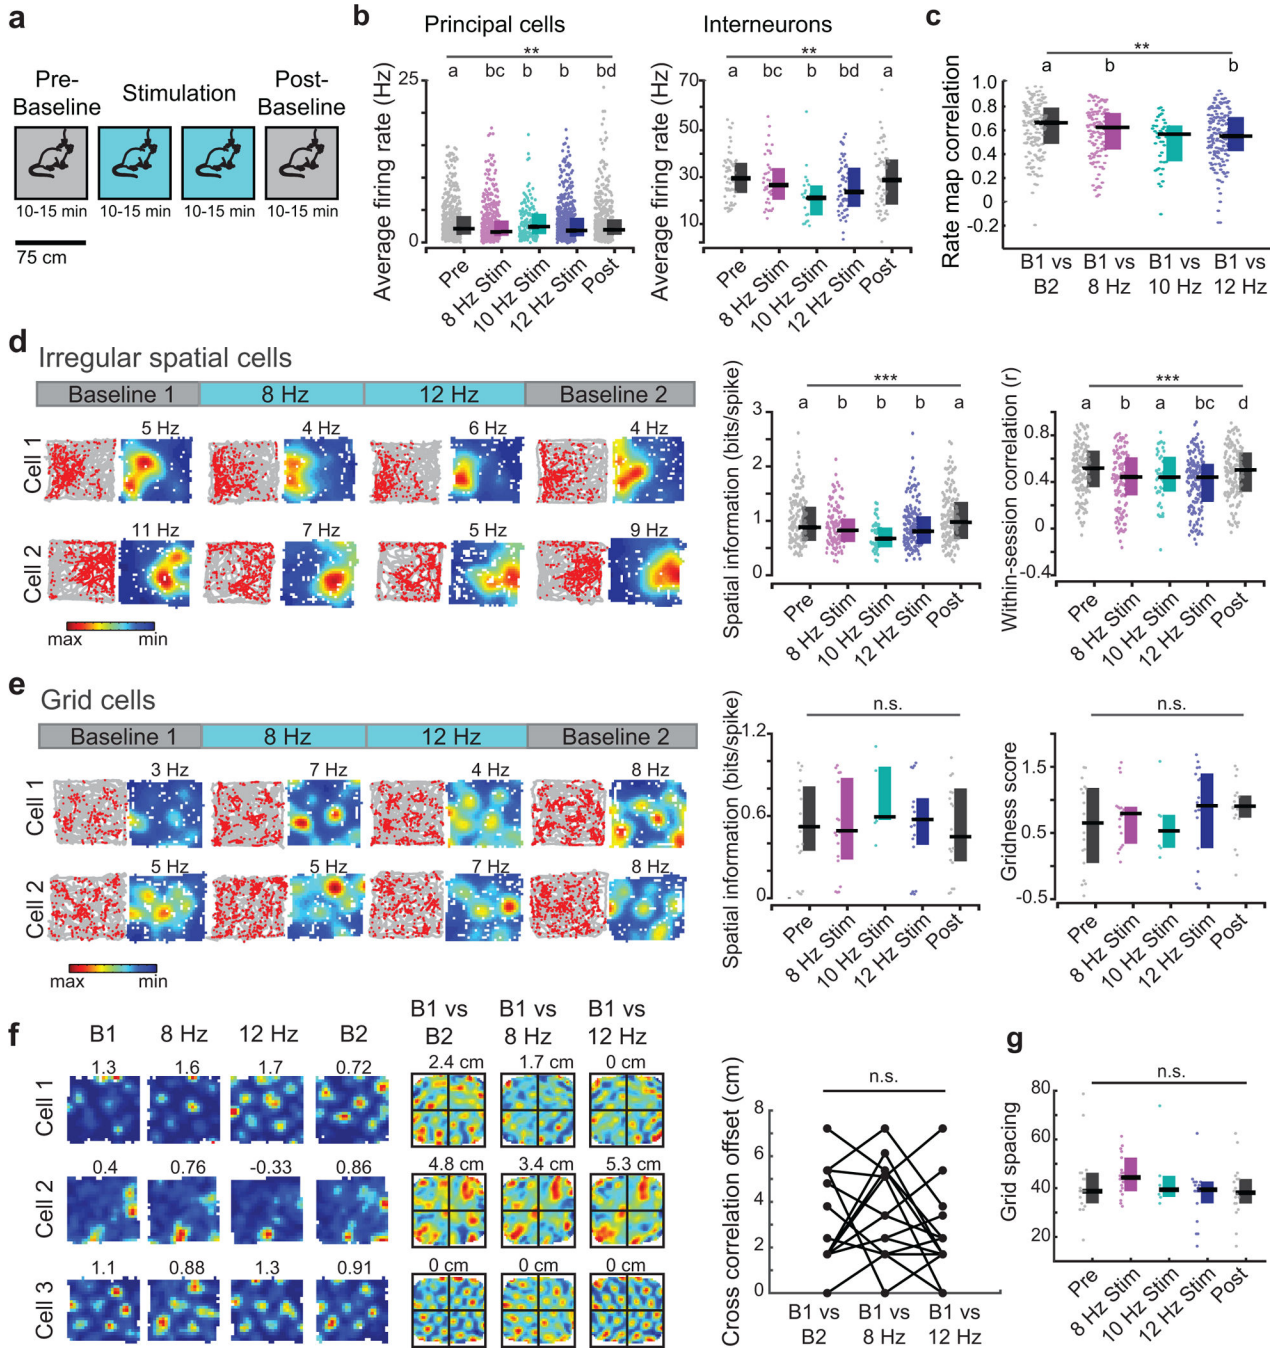 a
Pre-
Baseline
Stimulation
Post-
Baseline
10-15 min 10-15 min 10-15 min 10-15 min
75 cm
b
Principal cells
**
a bc b b bd
Average firing rate (Hz)
25
0
Pre
8 Hz Stim
10 Hz Stim
12 Hz Stim
Post
Interneurons
**
a bc b bd a
Average firing rate (Hz)
70
50
30
10
Pre
8 Hz Stim
10 Hz Stim
12 Hz Stim
Post
c
**
a b b
Rate map correlation
1.0
0.8
0.6
0.4
0.2
0
-0.2
B1 vs B1 vs B1 vs B1 vs
B2 8 Hz 10 Hz 12 Hz
d
Irregular spatial cells
Baseline 1 8 Hz 12 Hz Baseline 2
Cell 1
5 Hz 4 Hz 6 Hz 4 Hz
Cell 2
11 Hz 7 Hz 5 Hz 9 Hz
max min
***
a b b b a
Spatial information (bits/spike)
3
2
1
0
Pre
8 Hz Stim
10 Hz Stim
12 Hz Stim
Post
***
a b a bc d
Within-session correlation (r)
0.8
0.4
0
-0.4
Pre
8 Hz Stim
10 Hz Stim
12 Hz Stim
Post
e
Grid cells
Baseline 1 8 Hz 12 Hz Baseline 2
Cell 1
3 Hz 7 Hz 4 Hz 8 Hz
Cell 2
5 Hz 5 Hz 7 Hz 8 Hz
max min
n.s.
Spatial information (bits/spike)
1.2
0.6
0
Pre
8 Hz Stim
10 Hz Stim
12 Hz Stim
Post
n.s.
Gridness score
1.5
0.5
-0.5
Pre
8 Hz Stim
10 Hz Stim
12 Hz Stim
Post
f
B1 8 Hz 12 Hz B2
B1 vs B1 vs B1 vs
B2 8 Hz 12 Hz
Cell 1
1.3 1.6 1.7 0.72 2.4 cm 1.7 cm 0 cm
Cell 2
0.4 0.76 -0.33 0.86 4.8 cm 3.4 cm 5.3 cm
Cell 3
1.1 0.88 1.3 0.91 0 cm 0 cm 0 cm
n.s.
Cross correlation offset (cm)
8
6
4
2
0
B1 vs B1 vs B1 vs
B2 8 Hz 12 Hz
g
n.s.
Grid spacing
80
60
40
20
Pre
8 Hz Stim
10 Hz Stim
12 Hz Stim
Post